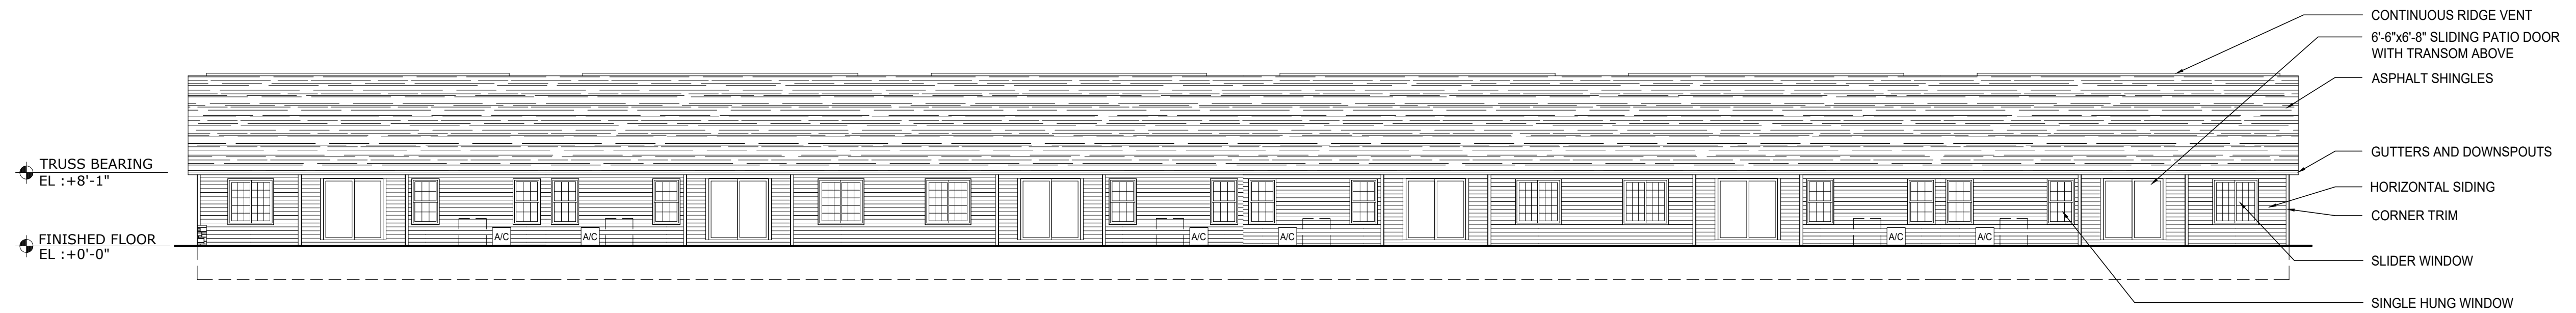 CONTINUOUS RIDGE VENT
6'-6"x6'-8" SLIDING PATIO DOOR
WITH TRANSOM ABOVE
ASPHALT SHINGLES
TRUSS BEARING
EL :+8'-1"
GUTTERS AND DOWNSPOUTS
HORIZONTAL SIDING
CORNER TRIM
A/C A/C A/C A/C A/C A/C
FINISHED FLOOR
EL :+0'-0"
SLIDER WINDOW
SINGLE HUNG WINDOW